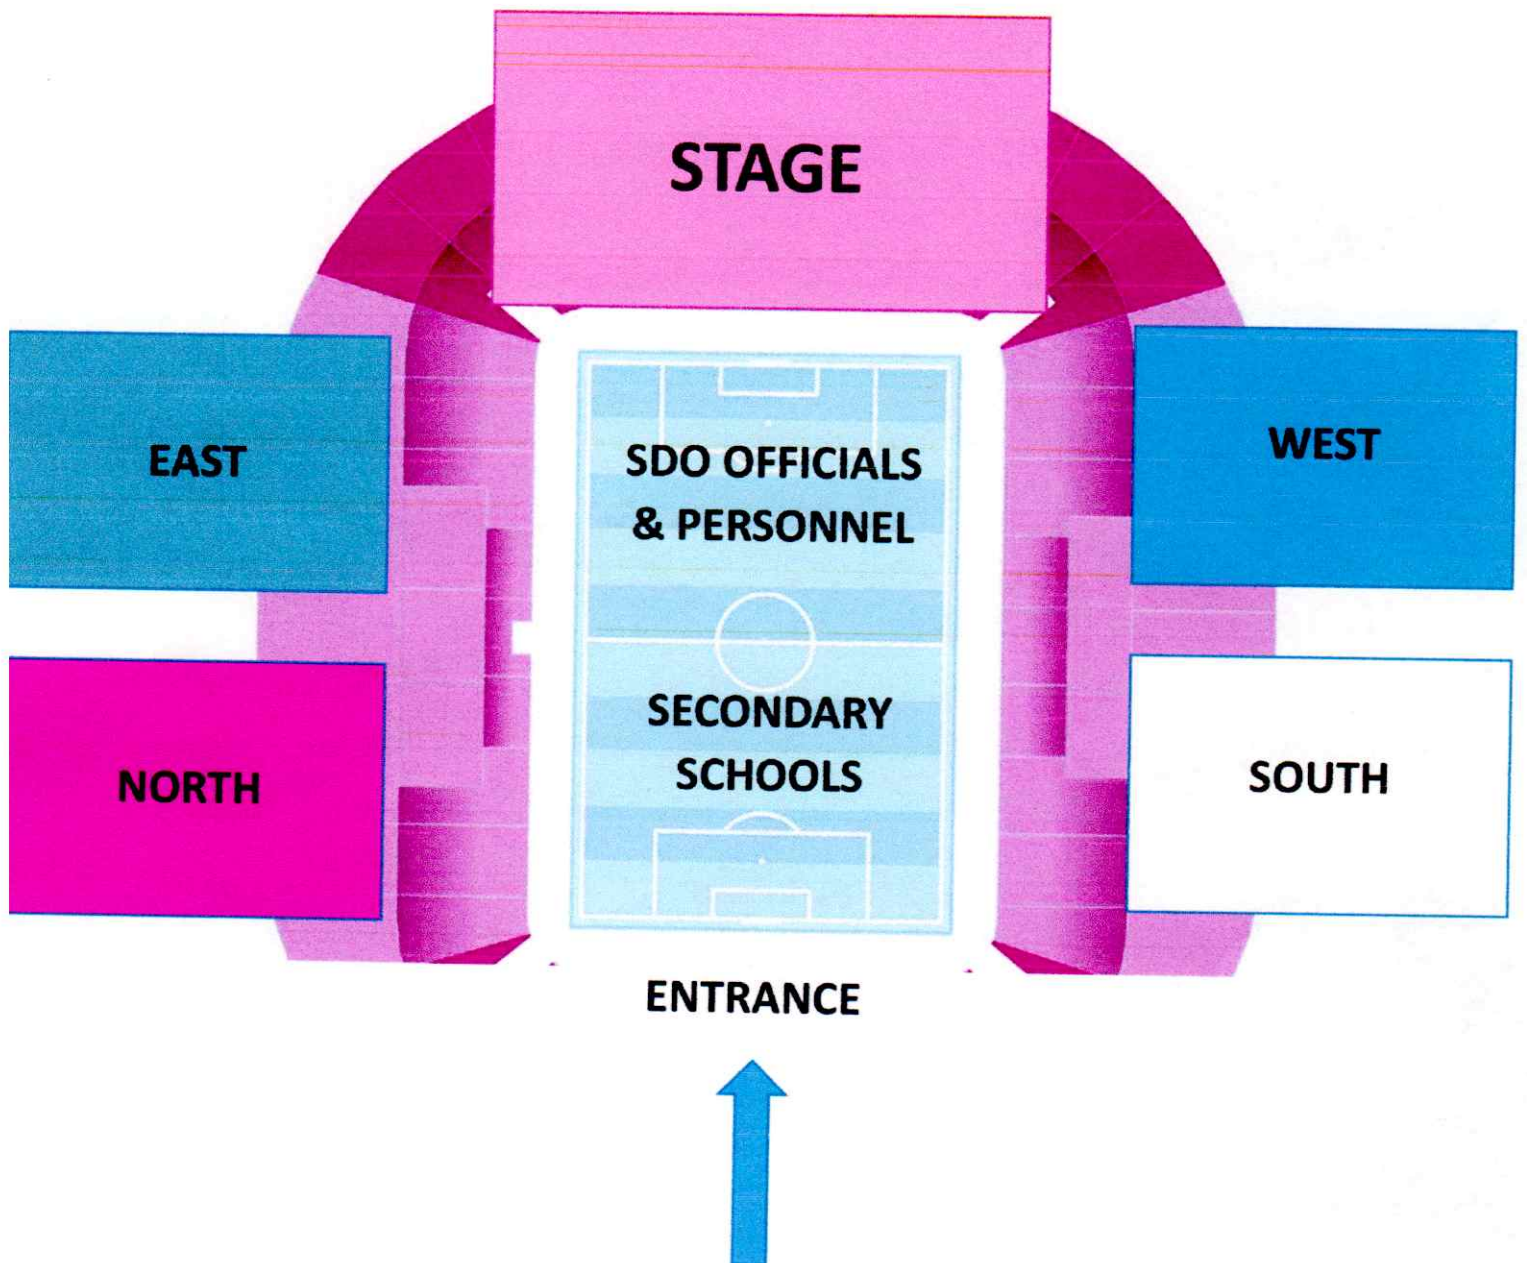 STAGE
EAST
WEST
SDO OFFICIALS
& PERSONNEL
NORTH
SOUTH
SECONDARY
SCHOOLS
ENTRANCE